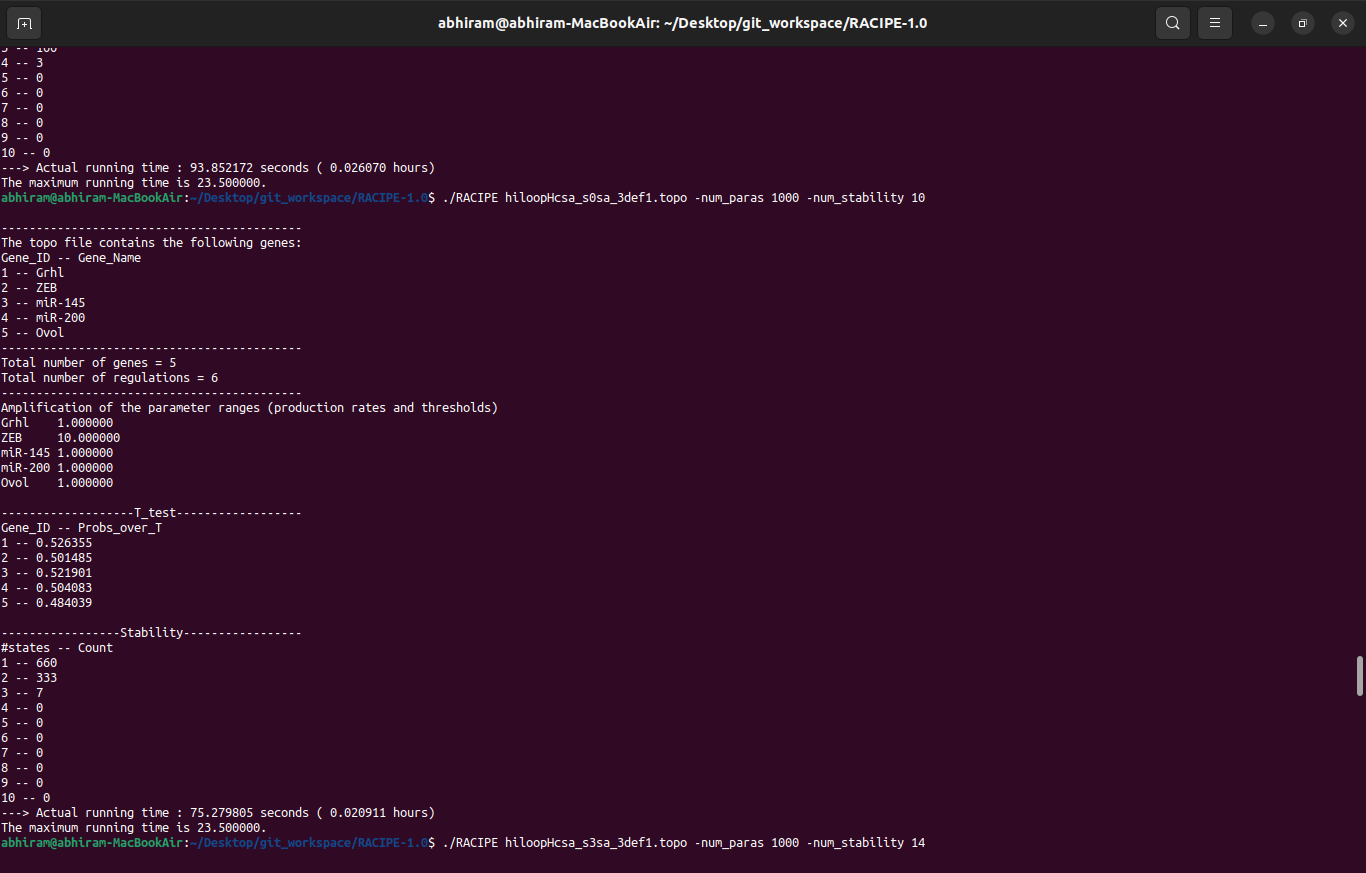 abhiram@abhiram-MacBookAir: ~/Desktop/git_workspace/RACIPE-1.0
3 -- 100
4 -- 3
5 -- 0
6 -- 0
7 -- 0
8 -- 0
9 -- 0
10 -- 0
---> Actual running time : 93.852172 seconds ( 0.026070 hours)
The maximum running time is 23.500000.
abhiram@abhiram-MacBookAir:~/Desktop/git_workspace/RACIPE-1.0$ ./RACIPE hiloopHcsa_s0sa_3def1.topo -num_paras 1000 -num_stability 10
-------------------------------------------
The topo file contains the following genes:
Gene_ID -- Gene_Name
1 -- Grhl
2 -- ZEB
3 -- miR-145
4 -- miR-200
5 -- Ovol
-------------------------------------------
Total number of genes = 5
Total number of regulations = 6
-------------------------------------------
Amplification of the parameter ranges (production rates and thresholds)
Grhl    1.000000
ZEB     10.000000
miR-145 1.000000
miR-200 1.000000
Ovol    1.000000
-------------------T_test------------------
Gene_ID -- Probs_over_T
1 -- 0.526355
2 -- 0.501485
3 -- 0.521901
4 -- 0.504083
5 -- 0.484039
-----------------Stability-----------------
#states -- Count
1 -- 660
2 -- 333
3 -- 7
4 -- 0
5 -- 0
6 -- 0
7 -- 0
8 -- 0
9 -- 0
10 -- 0
---> Actual running time : 75.279805 seconds ( 0.020911 hours)
The maximum running time is 23.500000.
abhiram@abhiram-MacBookAir:~/Desktop/git_workspace/RACIPE-1.0$ ./RACIPE hiloopHcsa_s3sa_3def1.topo -num_paras 1000 -num_stability 14